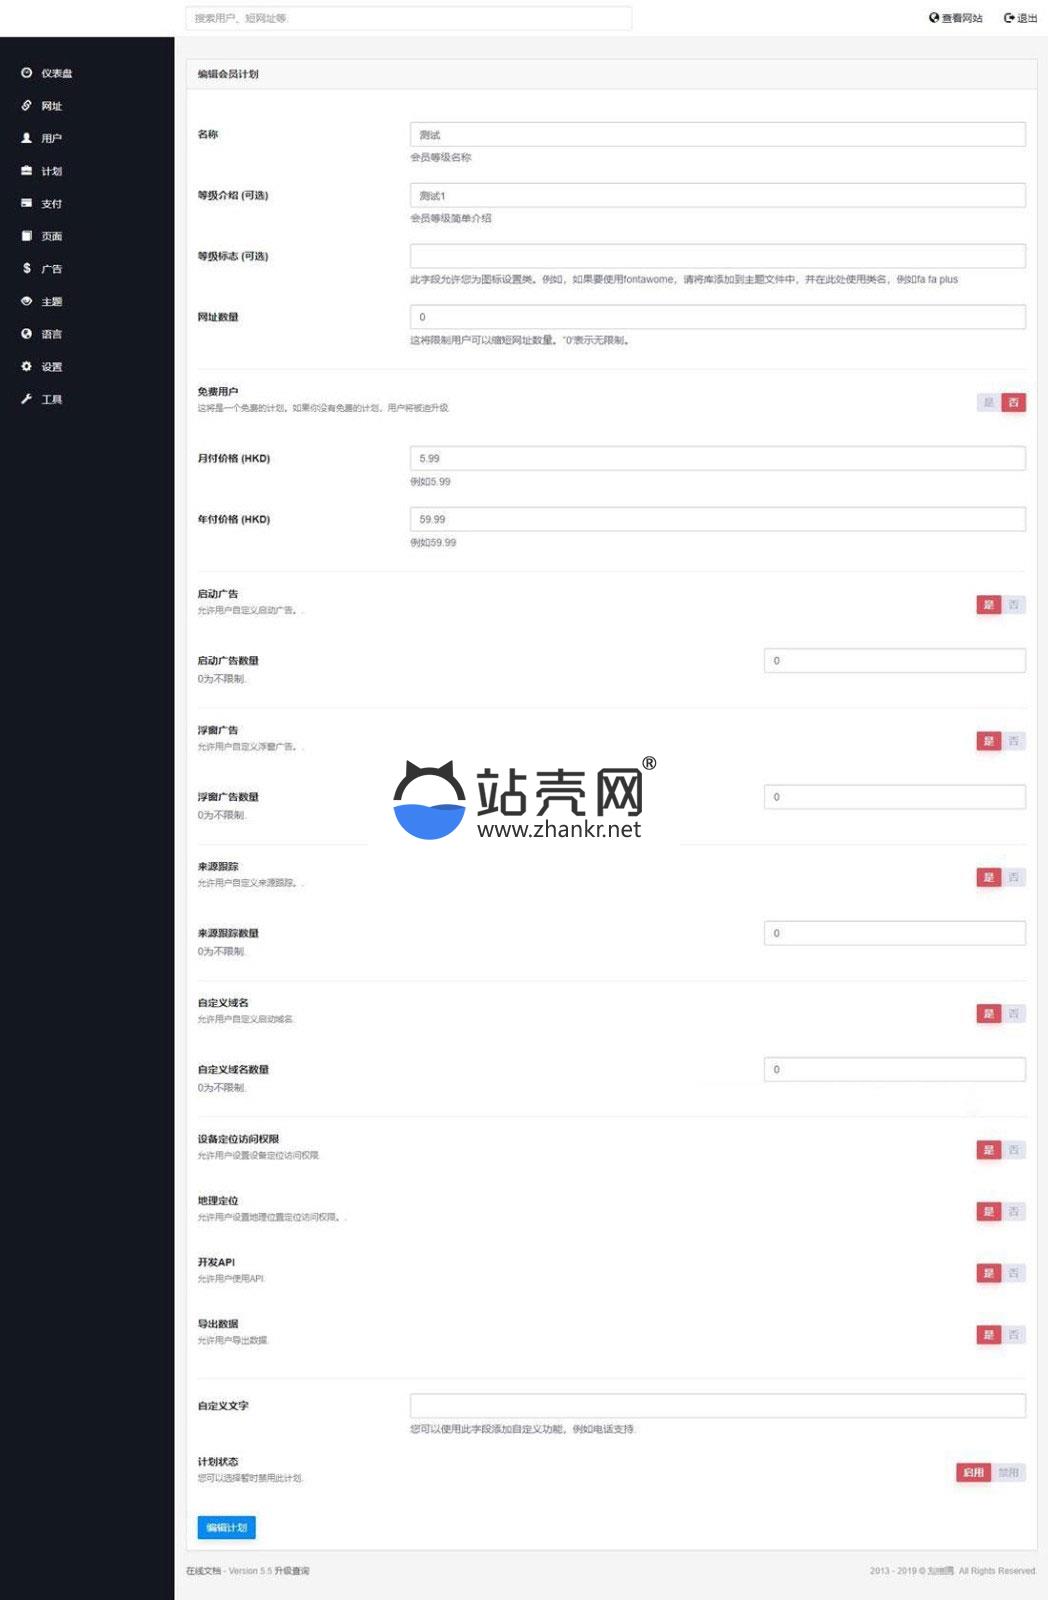 搜索用户、短网址等.
查看网站
退出
仪表盘
网址
用户
计划
支付
页面
广告
主题
语言
设置
工具
编辑会员计划
名称
测试
会员等级名称
等级介绍 (可选)
测试1
会员等级简单介绍
等级标志 (可选)
此字段允许您为图标设置类。例如，如果要使用fontawome，请将库添加到主题文件中，并在此处使用类名，例如fa fa plus
网址数量
0
这将限制用户可以缩短网址数量。"0'表示无限制。
免费用户
这将是一个免费的计划。如果你没有免费的计划，用户将被迫升级.
是 否
月付价格 (HKD)
5.99
例如5.99
年付价格 (HKD)
59.99
例如59.99
启动广告
允许用户自定义启动广告。.
是 否
启动广告数量
0
0为不限制.
浮窗广告
允许用户自定义浮窗广告。.
是 否
浮窗广告数量
0
0为不限制.
站壳网®
www.zhankr.net
来源跟踪
允许用户自定义来源跟踪。.
是 否
来源跟踪数量
0
0为不限制.
自定义域名
允许用户自定义启动域名.
是 否
自定义域名数量
0
0为不限制.
设备定位访问权限
允许用户设置设备定位访问权限.
是 否
地理定位
允许用户设置地理位置定位访问权限。.
是 否
开发API
允许用户使用API.
是 否
导出数据
允许用户导出数据.
是 否
自定义文字
您可以使用此字段添加自定义功能，例如电话支持.
计划状态
您可以选择暂时禁用此计划.
启用 禁用
编辑计划
在线文档 - Version 5.5 升级查询
2013 - 2019 © All Rights Reserved.